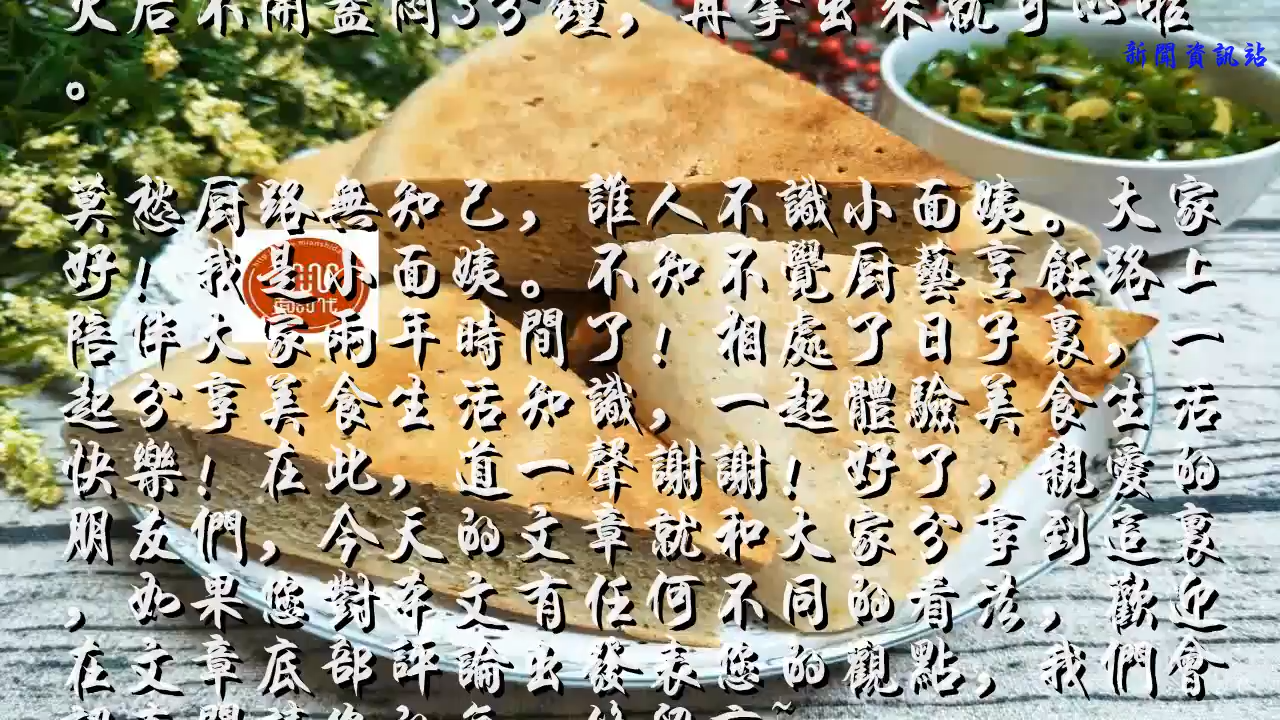 火后不開蓋悶5分鐘，再拿出來就可以啦
。
新聞資訊站
莫愁厨路無知己，誰人不識小面姨。大家
好！我是小面姨。不知不覺厨藝烹飪路上
陪伴大家兩年時間了！相處了日子裏，一
起分享美食生活知識，一起體驗美食生活
快樂！在此，道一聲謝謝！好了，親愛的
朋友們，今天的文章就和大家分享到這裏
，如果您對本文有任何不同的看法，歡迎
在文章底部評論出發表您的觀點，我們會